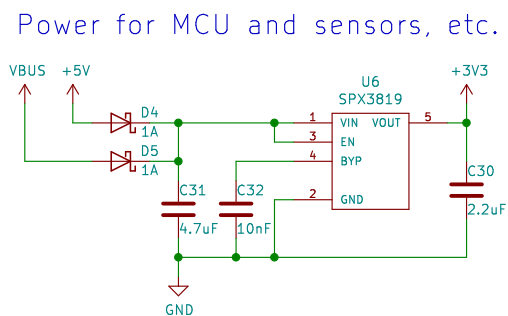 Power for MCU and sensors, etc.
VBUS +5V U6 +3V3
SPX3819
D4
1A
D5
1A
1 VIN VOUT 5
3 EN
4 BYP
2 GND
C31
4.7uF
C32
10nF
C30
2.2uF
GND